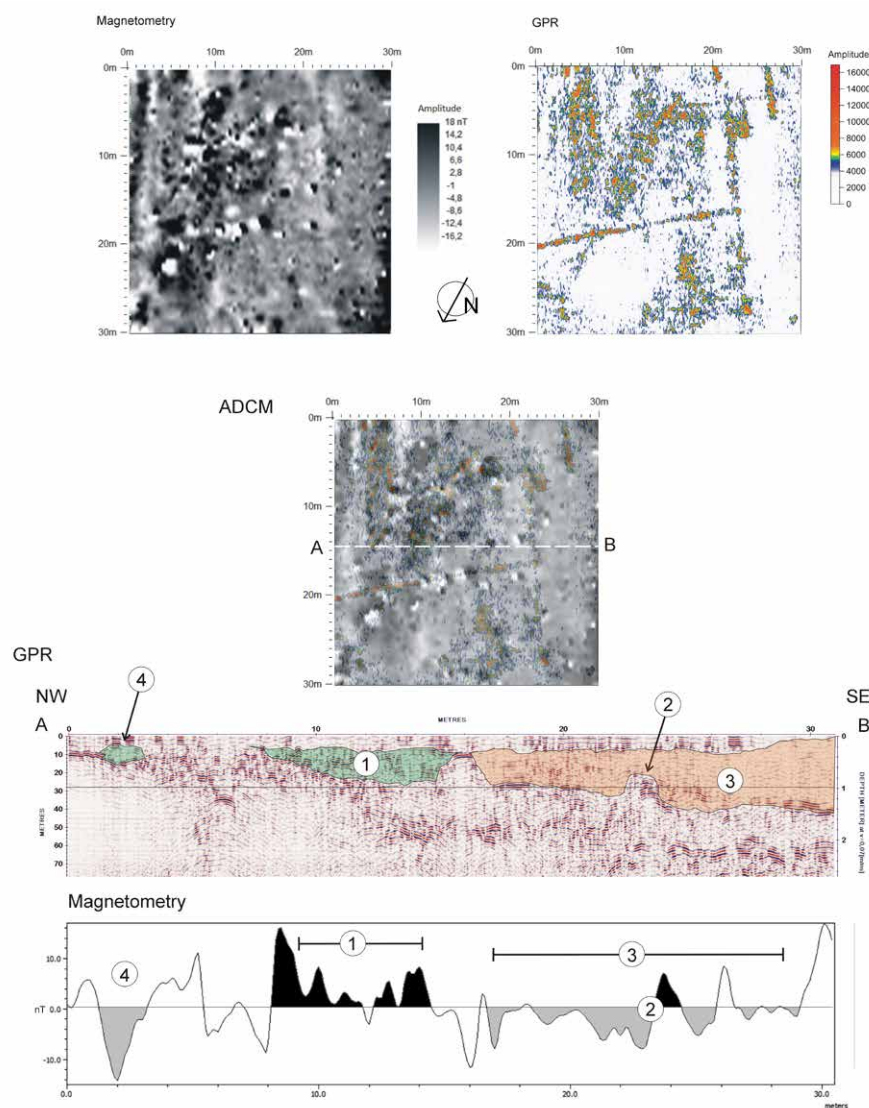 Magnetometry
GPR
0m 10m 20m 30m
0m 10m 20m 30m
0m
10m
20m
30m
Amplitude
18 nT
14,2
10,4
6,6
2,8
-1
-4,8
-8,6
-12,4
-16,2
N
0m
10m
20m
30m
Amplitude
16000
14000
12000
10000
8000
6000
4000
2000
0
ADCM
0m 10m 20m 30m
0m
10m
20m
30m
A B
GPR
NW
A
4
METRES
2
SE
B
0 10 20 30
0
10
20
30
40
50
60
70
METRES
1
3
0
1
2
Magnetometry
10.0
nT 0.0
-10.0
4
1
3
2
0.0 10.0 20.0 30.0
meters